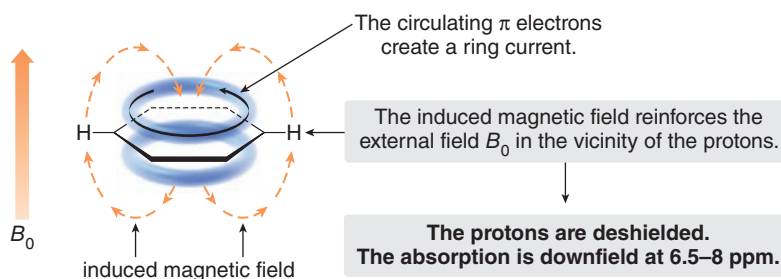 The circulating π electrons
create a ring current.
H
H
The induced magnetic field reinforces the
external field B0 in the vicinity of the protons.
B0
The protons are deshielded.
The absorption is downfield at 6.5–8 ppm.
induced magnetic field